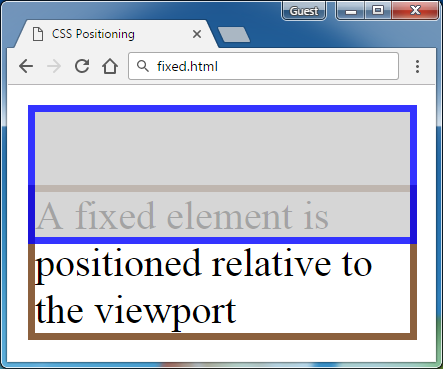 Guest
CSS Positioning
fixed.html
A fixed element is
positioned relative to
the viewport